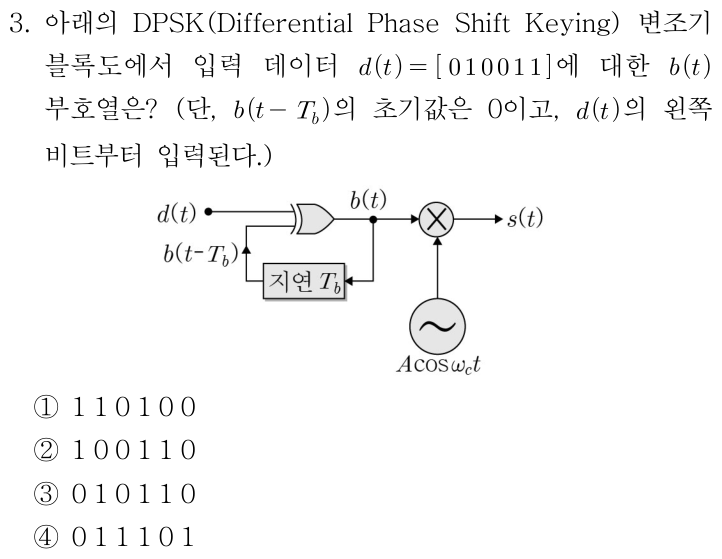 3. 아래의 DPSK(Differential Phase Shift Keying) 변조기
블록도에서 입력 데이터 d(t)=[010011]에 대한 b(t)
부호열은? (단, b(t− T_b)의 초기값은 0이고, d(t)의 왼쪽
비트부터 입력된다.)
b(t)
d(t)
s(t)
b(t−T_b)
지연 T_b
Acosω_ct
① 1 1 0 1 0 0
② 1 0 0 1 1 0
③ 0 1 0 1 1 0
④ 0 1 1 1 0 1